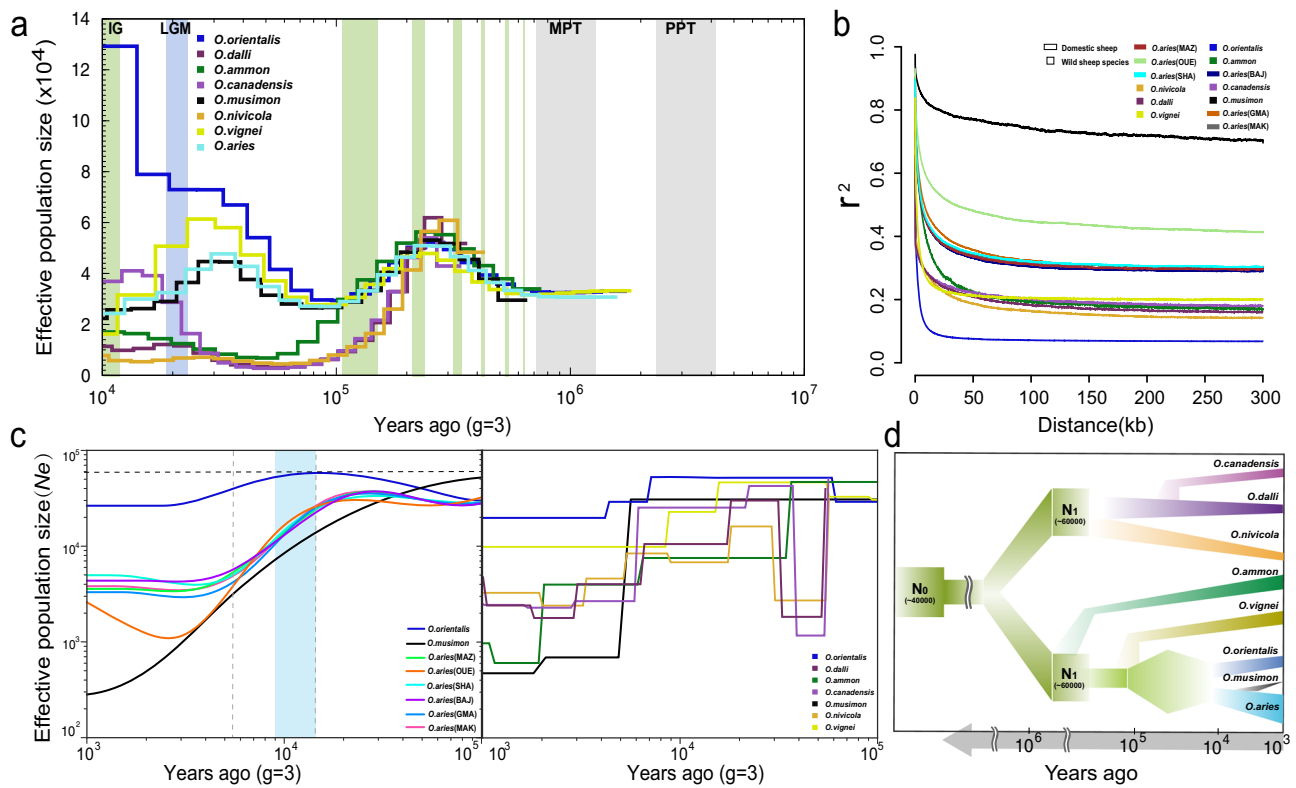 a
IG
LGM
MPT
PPT
O.orientalis
O.dalli
O.ammon
O.canadensis
O.musimon
O.nivicola
O.vignei
O.aries
Effective population size (x10⁴)
16
14
12
10
8
6
4
2
0
10⁴
10⁵
10⁶
10⁷
Years ago (g=3)
b
Domestic sheep
Wild sheep species
O.aries(MAZ)
O.aries(OUE)
O.aries(SHA)
O.nivicola
O.dalli
O.vignei
O.orientalis
O.ammon
O.aries(BAJ)
O.canadensis
O.musimon
O.aries(GMA)
O.aries(MAK)
r²
1.0
0.8
0.6
0.4
0.2
0.0
0
50
100
150
200
250
300
Distance(kb)
c
Effective population size(Ne)
10⁵
10⁴
10³
10²
O.orientalis
O.musimon
O.aries(MAZ)
O.aries(OUE)
O.aries(SHA)
O.aries(BAJ)
O.aries(GMA)
O.aries(MAK)
10³
10⁴
10⁵
Years ago (g=3)
O.orientalis
O.dalli
O.ammon
O.canadensis
O.musimon
O.nivicola
O.vignei
10⁴
10⁵
Years ago (g=3)
d
N₀
(~40000)
N₁
(~60000)
N₁
(~60000)
O.canadensis
O.dalli
O.nivicola
O.ammon
O.vignei
O.orientalis
O.musimon
O.aries
10⁶
10⁵
10⁴
10³
Years ago